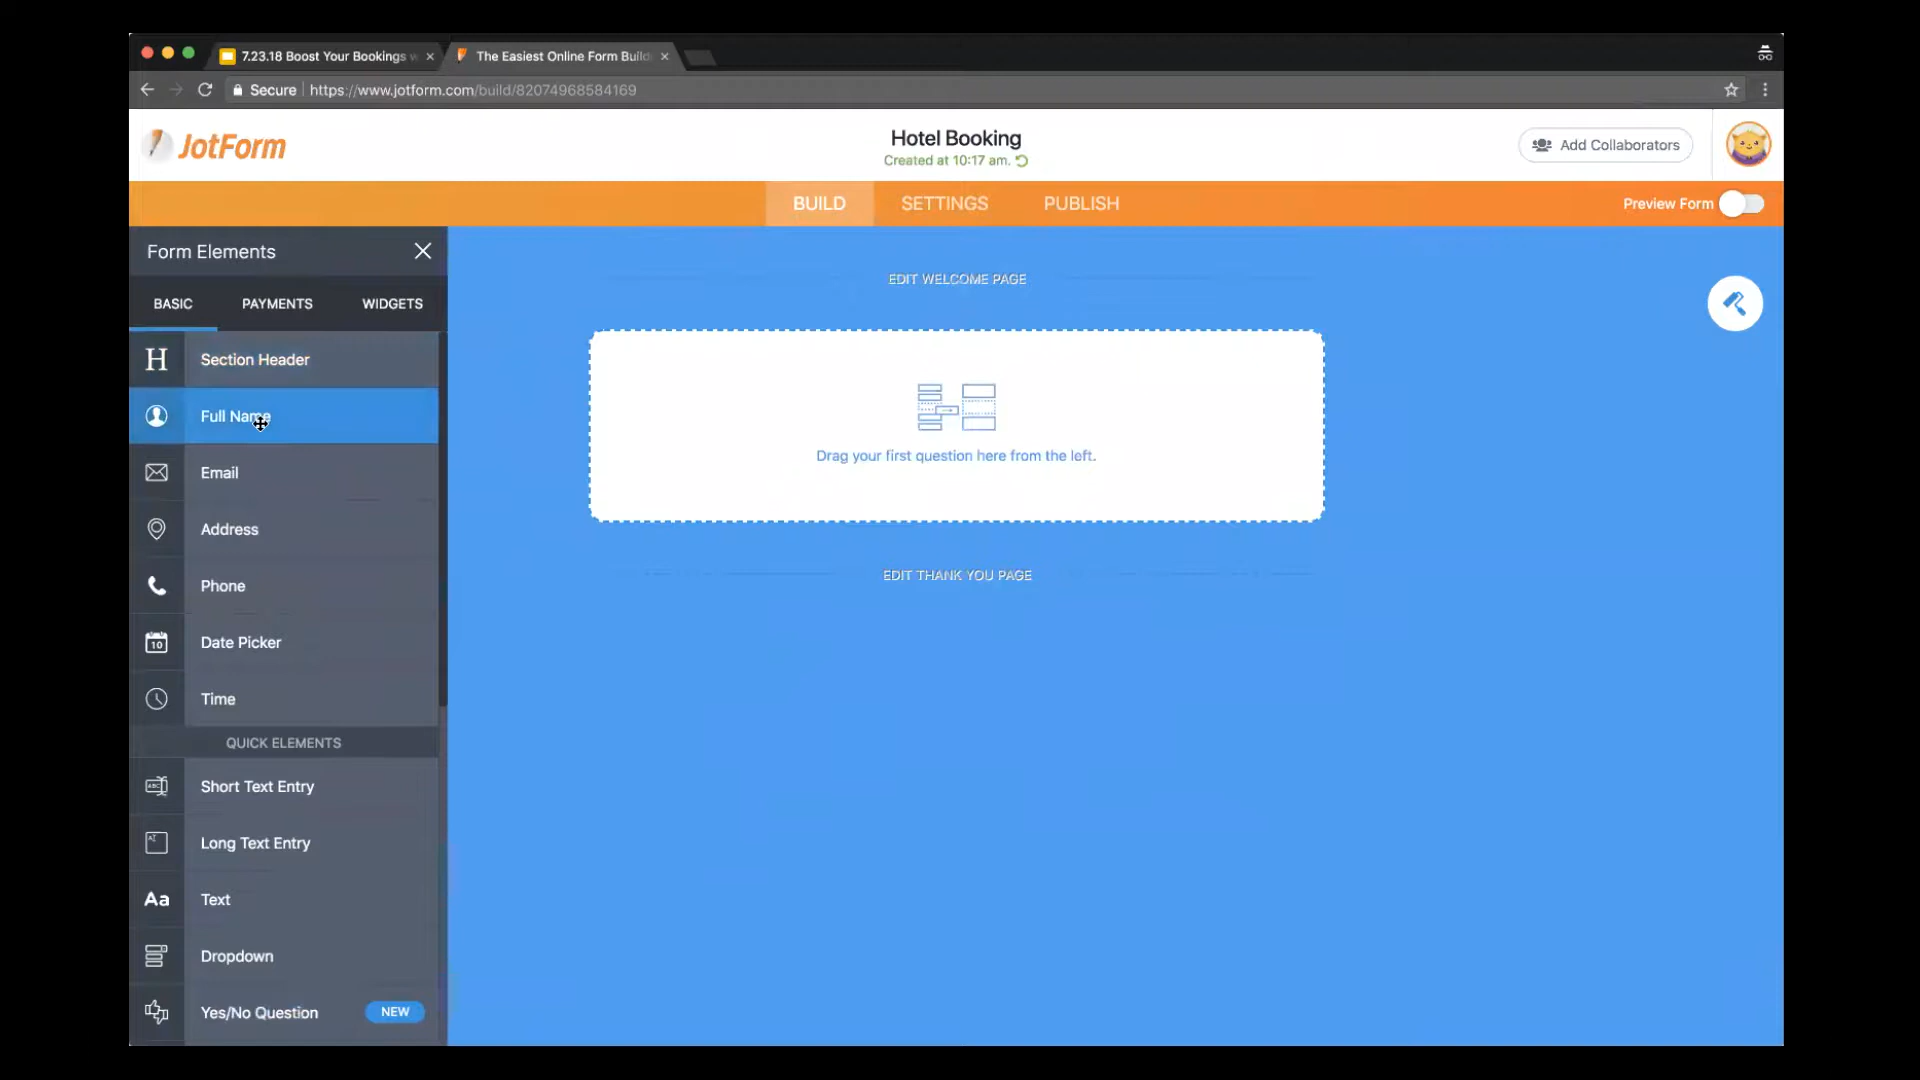 7.23.18 Boost Your Bookings w
The Easiest Online Form Build
Secure
https://www.jotform.com/build/82074968584169
JotForm
Hotel Booking
Created at 10:17 am.
Add Collaborators
BUILD
SETTINGS
PUBLISH
Preview Form
Form Elements
BASIC
PAYMENTS
WIDGETS
H
Section Header
Full Name
Email
Address
Phone
10
Date Picker
Time
QUICK ELEMENTS
ABC
Short Text Entry
Long Text Entry
Aa
Text
Dropdown
Yes/No Question
NEW
EDIT WELCOME PAGE
Drag your first question here from the left.
EDIT THANK YOU PAGE